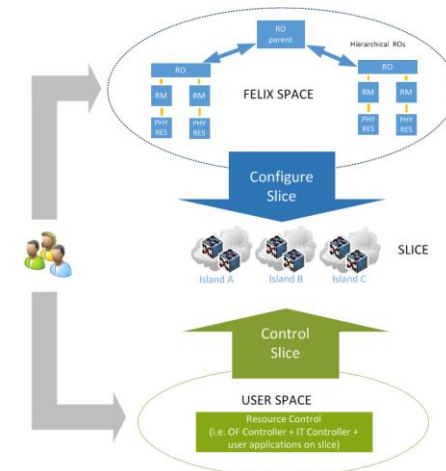 RO
parent
Hierarchical ROs
RO
RO
RM
RM
RM
RM
FELIX SPACE
PHY
RES
PHY
RES
PHY
RES
PHY
RES
Configure
Slice
SLICE
Island A
Island B
Island C
Control
Slice
USER SPACE
Resource Control
(i.e. OF Controller + IT Controller +
user applications on slice)